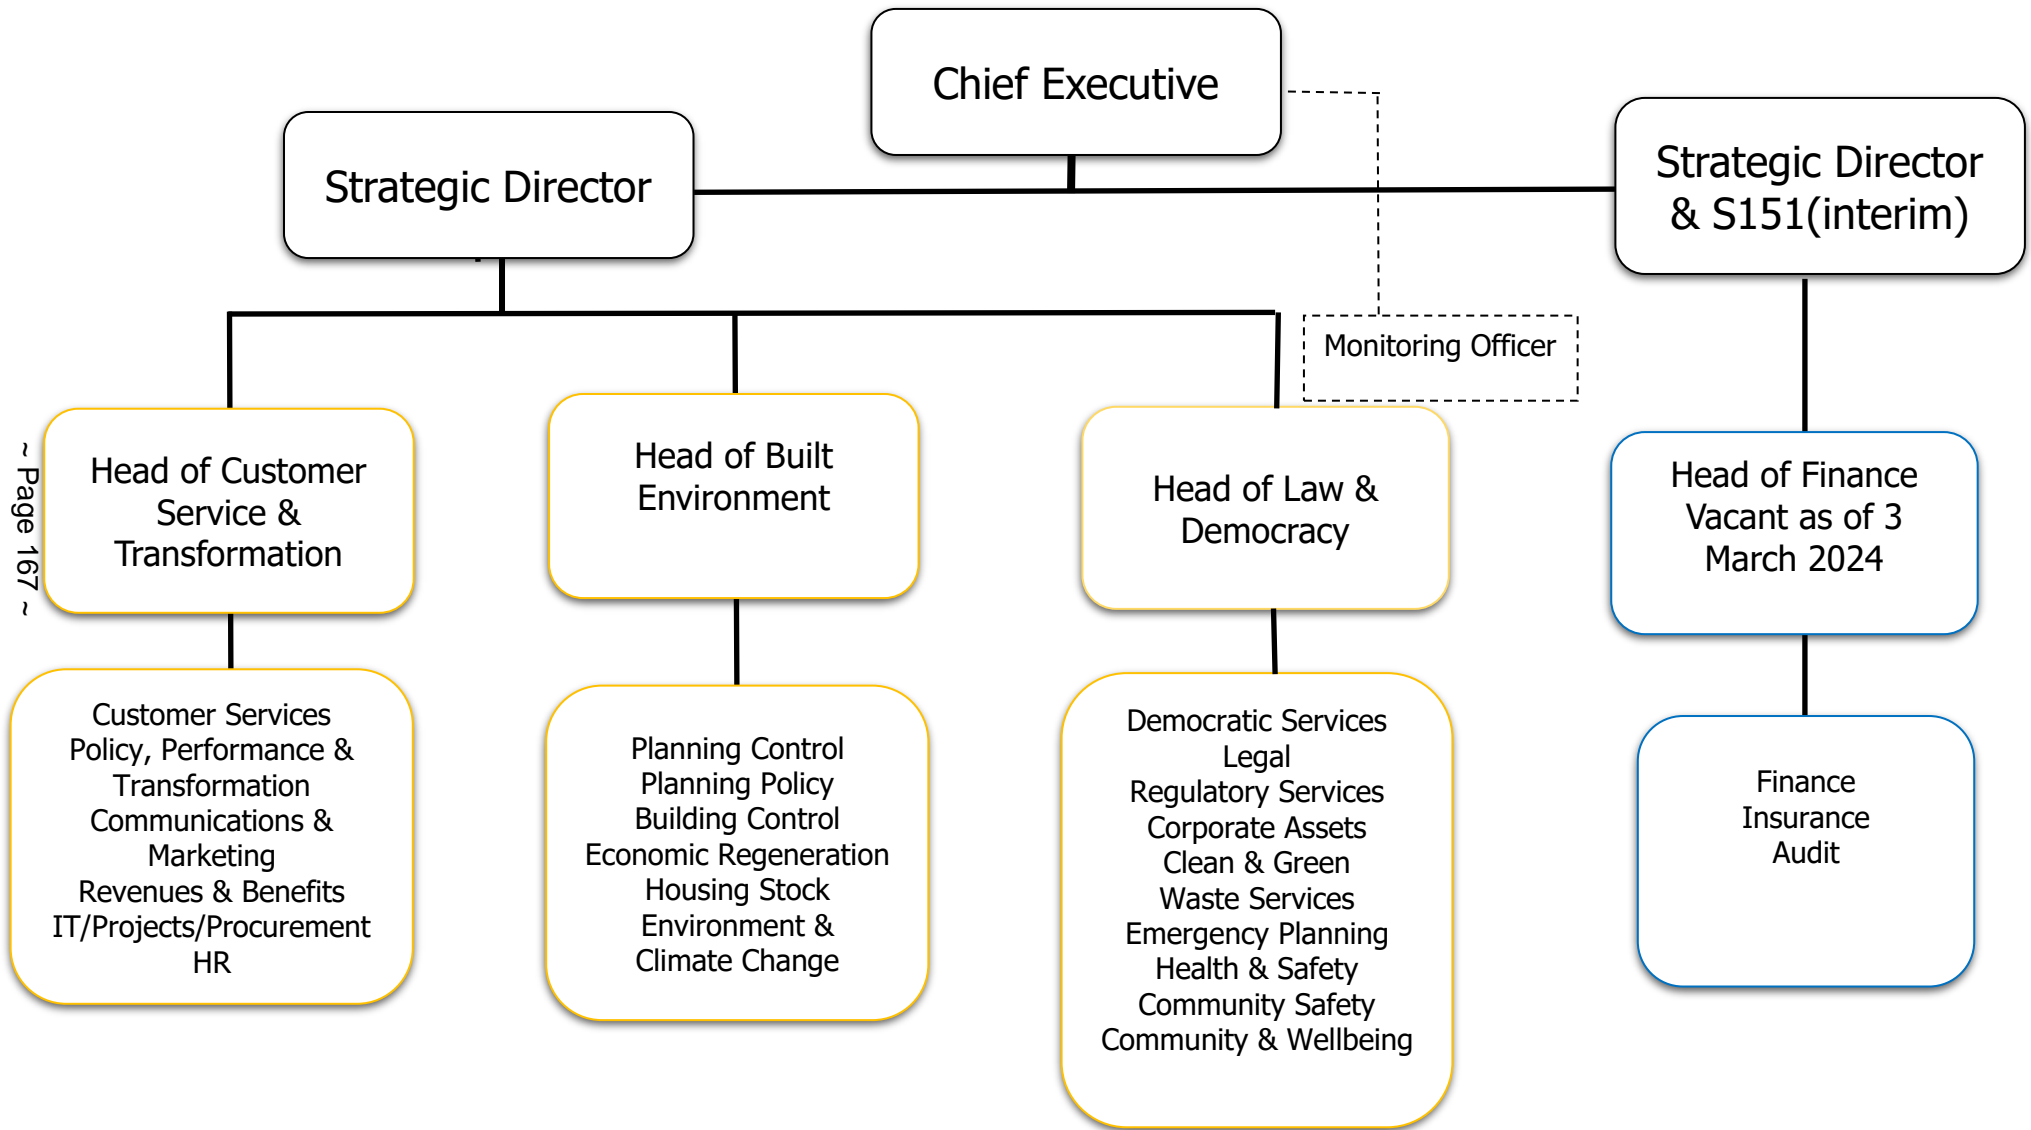 Chief Executive
Strategic Director
Strategic Director
& S151(interim)
Monitoring Officer
~ Page 167 ~
Head of Customer
Service &
Transformation
Head of Built
Environment
Head of Law &
Democracy
Head of Finance
Vacant as of 3
March 2024
Customer Services
Policy, Performance &
Transformation
Communications &
Marketing
Revenues & Benefits
IT/Projects/Procurement
HR
Planning Control
Planning Policy
Building Control
Economic Regeneration
Housing Stock
Environment &
Climate Change
Democratic Services
Legal
Regulatory Services
Corporate Assets
Clean & Green
Waste Services
Emergency Planning
Health & Safety
Community Safety
Community & Wellbeing
Finance
Insurance
Audit